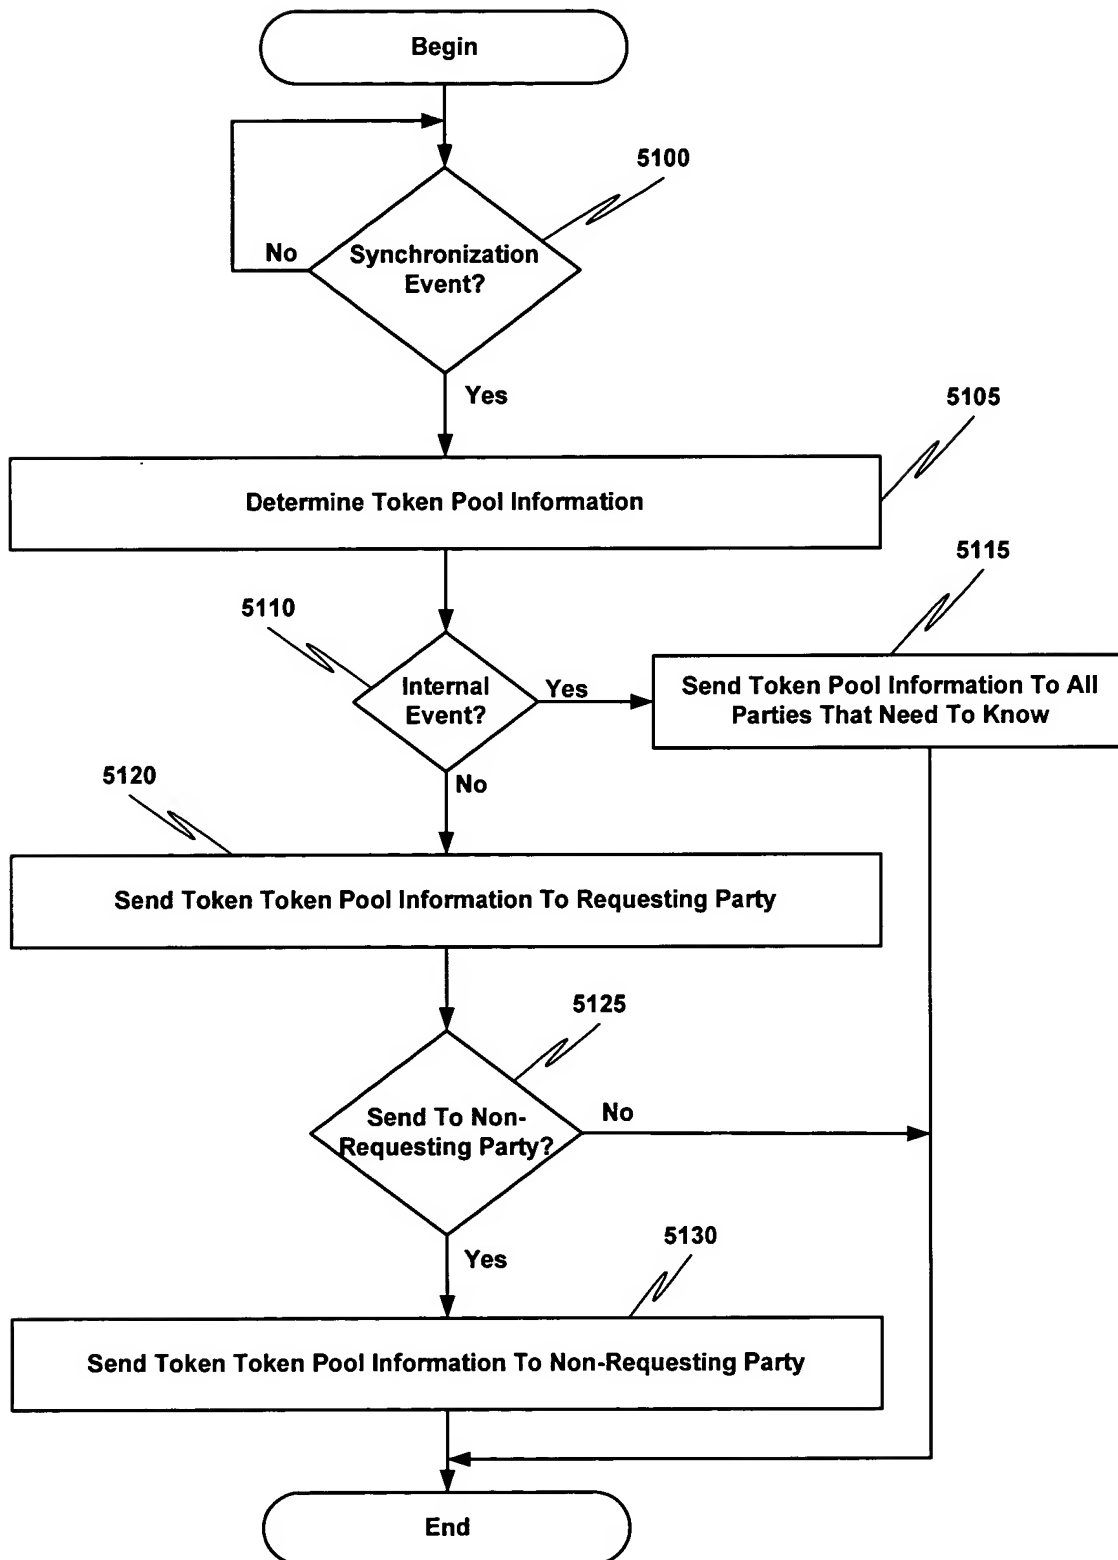 Begin
5100
No
Synchronization
Event?
Yes
5105
Determine Token Pool Information
5115
5110
Internal
Event?
Yes
Send Token Pool Information To All
Parties That Need To Know
No
5120
Send Token Token Pool Information To Requesting Party
5125
Send To Non-
Requesting Party?
No
5130
Yes
Send Token Token Pool Information To Non-Requesting Party
End